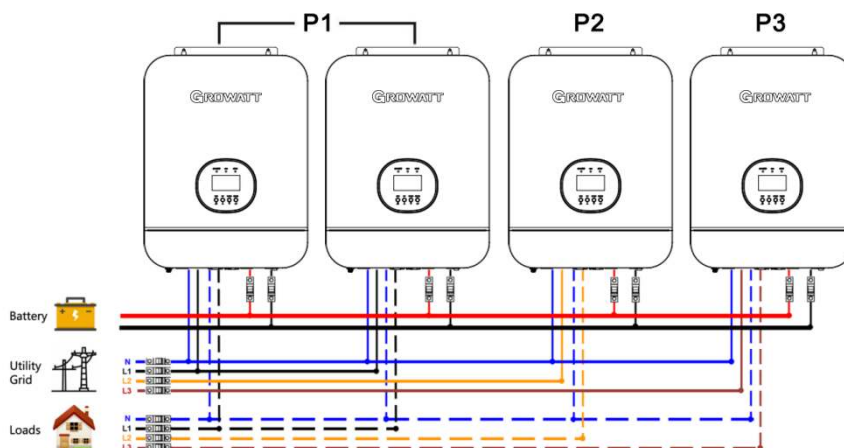 P1 P2 P3
GROWATT GROWATT GROWATT GROWATT
Battery
Utility
Grid
N
L1
L2
L3
Loads
N
L1
L2
L3